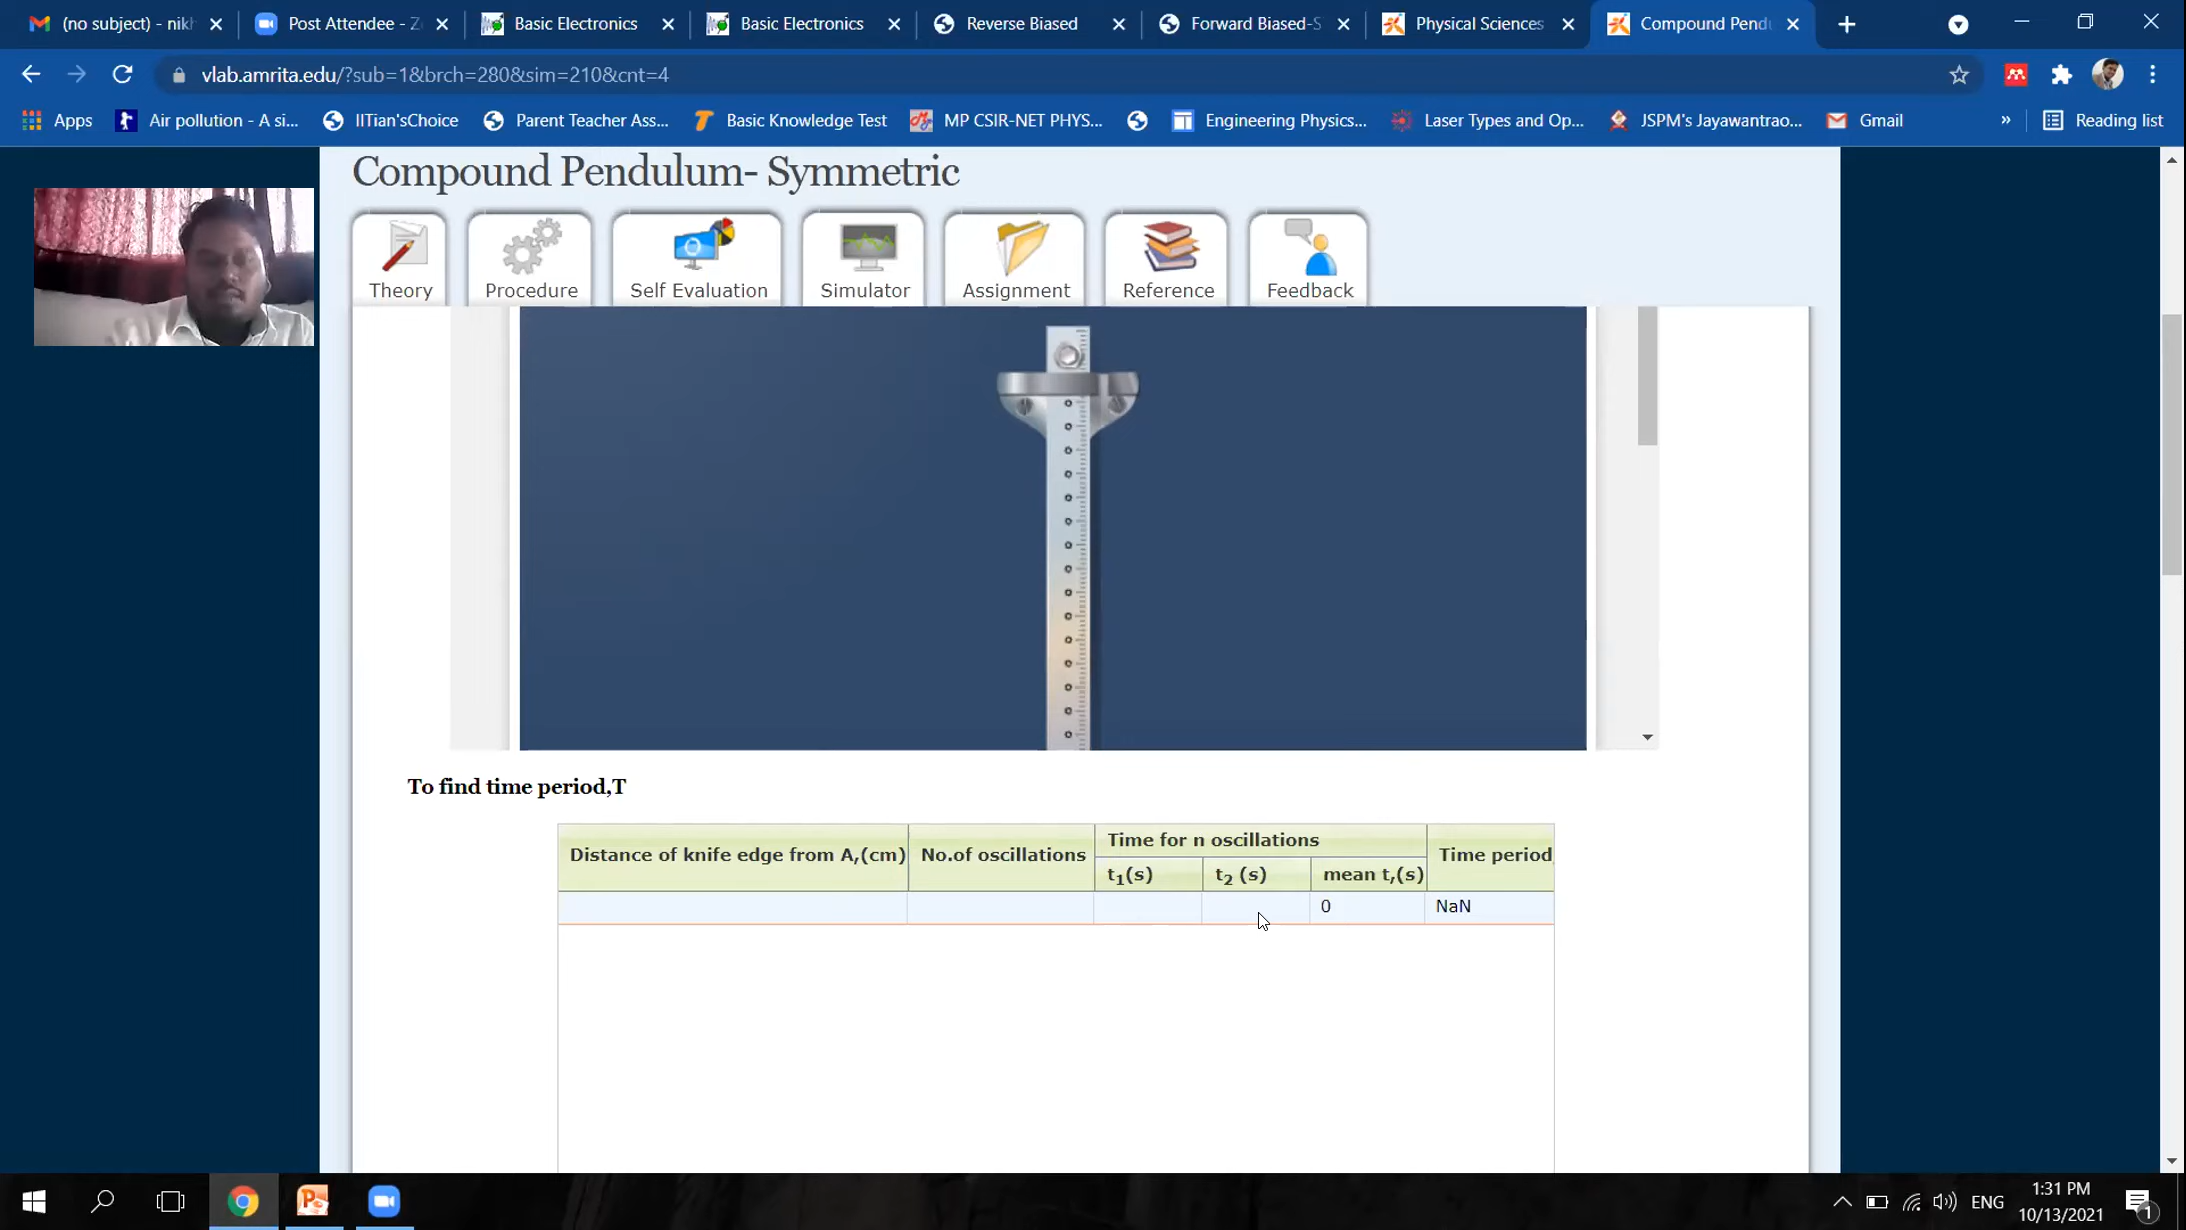 (no subject) - nikh
Post Attendee - Z
Basic Electronics
Basic Electronics
Reverse Biased
Forward Biased-S
Physical Sciences
Compound Pend
vlab.amrita.edu/?sub=1&brch=280&sim=210&cnt=4
Apps
Air pollution - A si...
IITian'sChoice
Parent Teacher Ass...
Basic Knowledge Test
MP CSIR-NET PHYS...
Engineering Physics...
Laser Types and Op...
JSPM's Jayawantrao...
Gmail
»
Reading list
Compound Pendulum- Symmetric
Theory
Procedure
Self Evaluation
Simulator
Assignment
Reference
Feedback
To find time period,T
Distance of knife edge from A,(cm)
No.of oscillations
Time for n oscillations
Time period,
t1(s)
t2 (s)
mean t,(s)
0
NaN
ENG
1:31 PM
10/13/2021
1